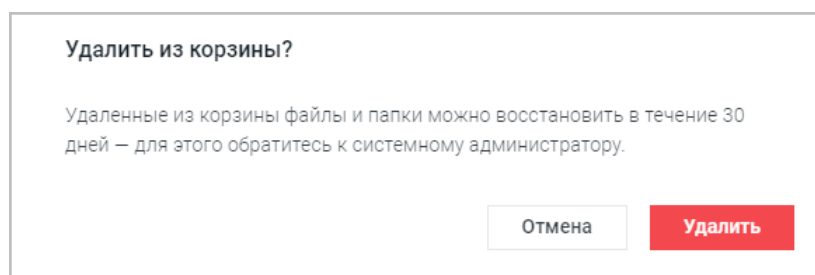 Удалить из корзины?
Удаленные из корзины файлы и папки можно восстановить в течение 30
дней — для этого обратитесь к системному администратору.
Отмена
Удалить